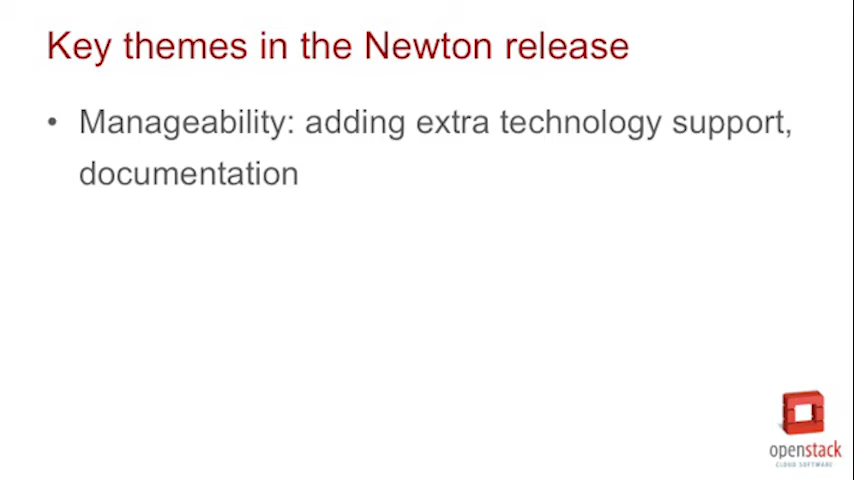 Key themes in the Newton release
• Manageability: adding extra technology support,
documentation
openstack
CLOUD SOFTWARE